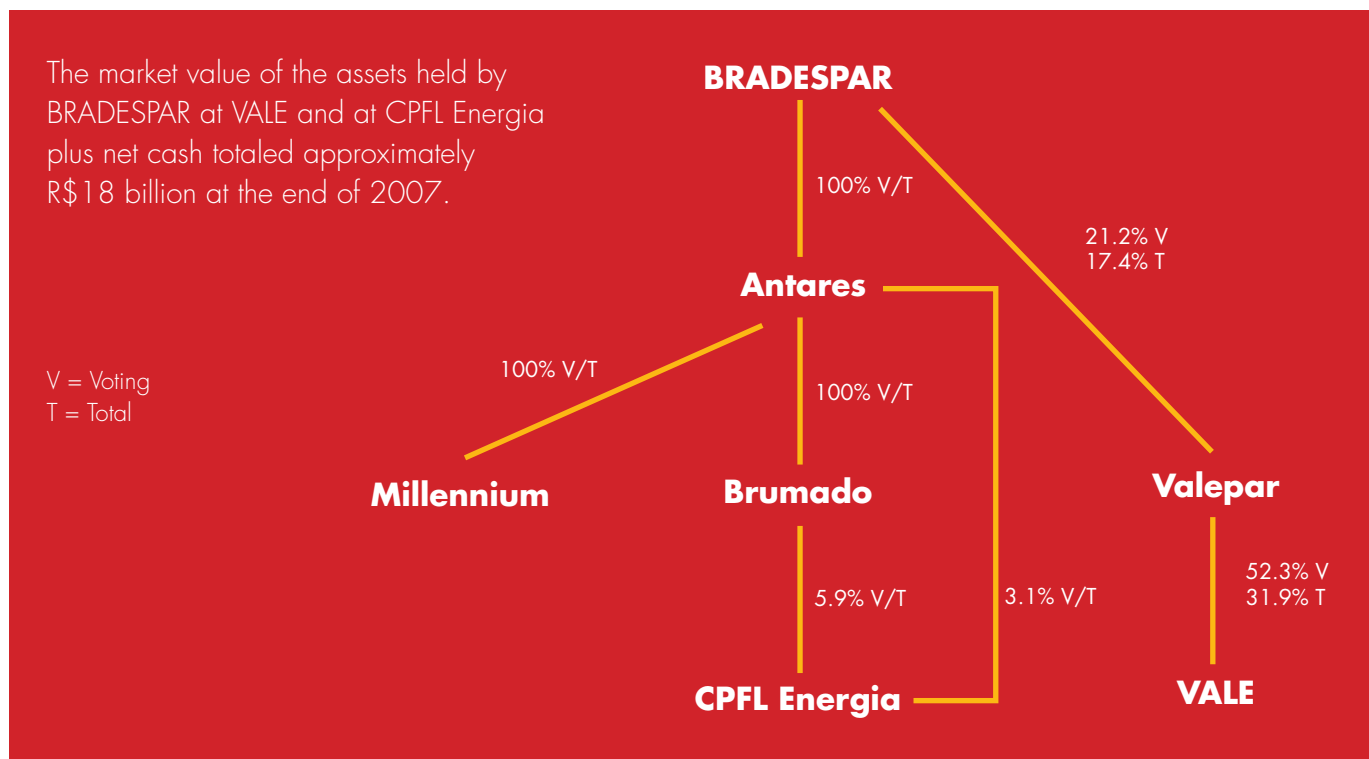 The market value of the assets held by
BRADESPAR at VALE and at CPFL Energia
plus net cash totaled approximately
R$18 billion at the end of 2007.
V = Voting
T = Total
BRADESPAR
100% V/T
21.2% V
17.4% T
Antares
100% V/T
100% V/T
Millennium
Brumado
Valepar
5.9% V/T
3.1% V/T
52.3% V
31.9% T
CPFL Energia
VALE